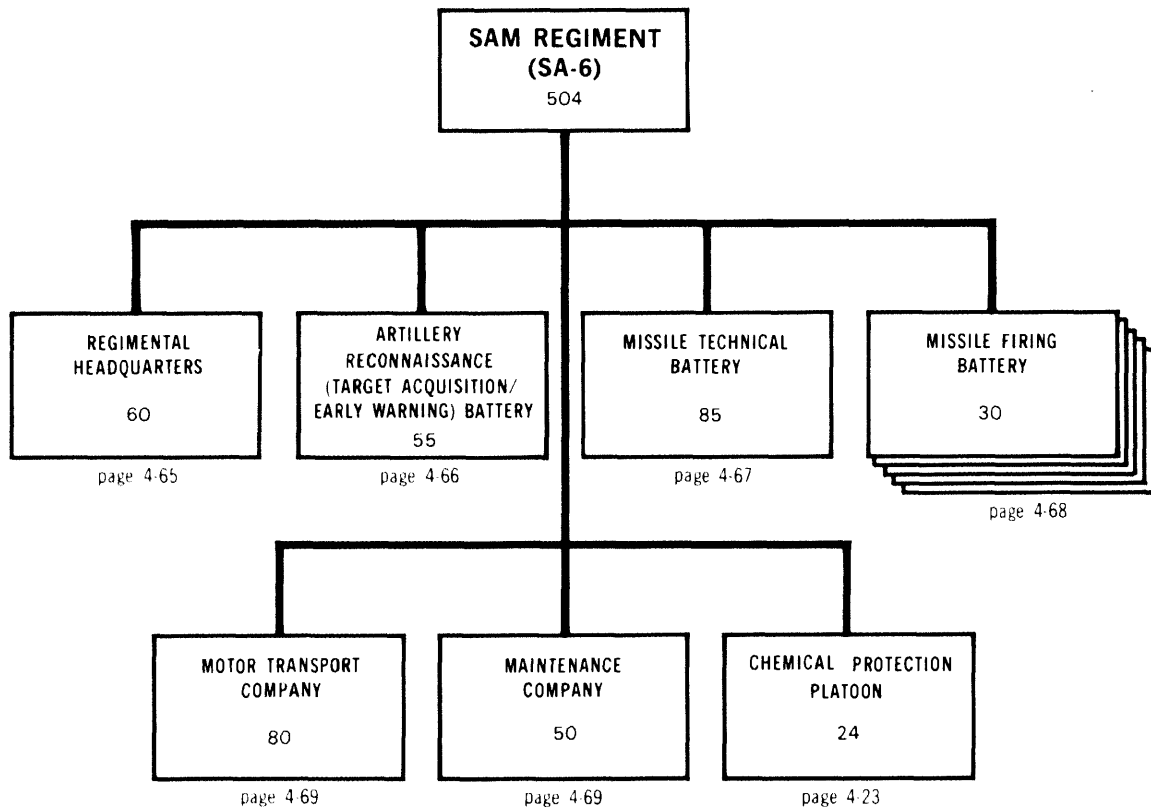 SAM REGIMENT
(SA-6)
504
REGIMENTAL
HEADQUARTERS
60
page 4-65
ARTILLERY
RECONNAISSANCE
(TARGET ACQUISITION/
EARLY WARNING) BATTERY
55
page 4-66
MISSILE TECHNICAL
BATTERY
85
page 4-67
MISSILE FIRING
BATTERY
30
page 4-68
MOTOR TRANSPORT
COMPANY
80
page 4-69
MAINTENANCE
COMPANY
50
page 4-69
CHEMICAL PROTECTION
PLATOON
24
page 4-23